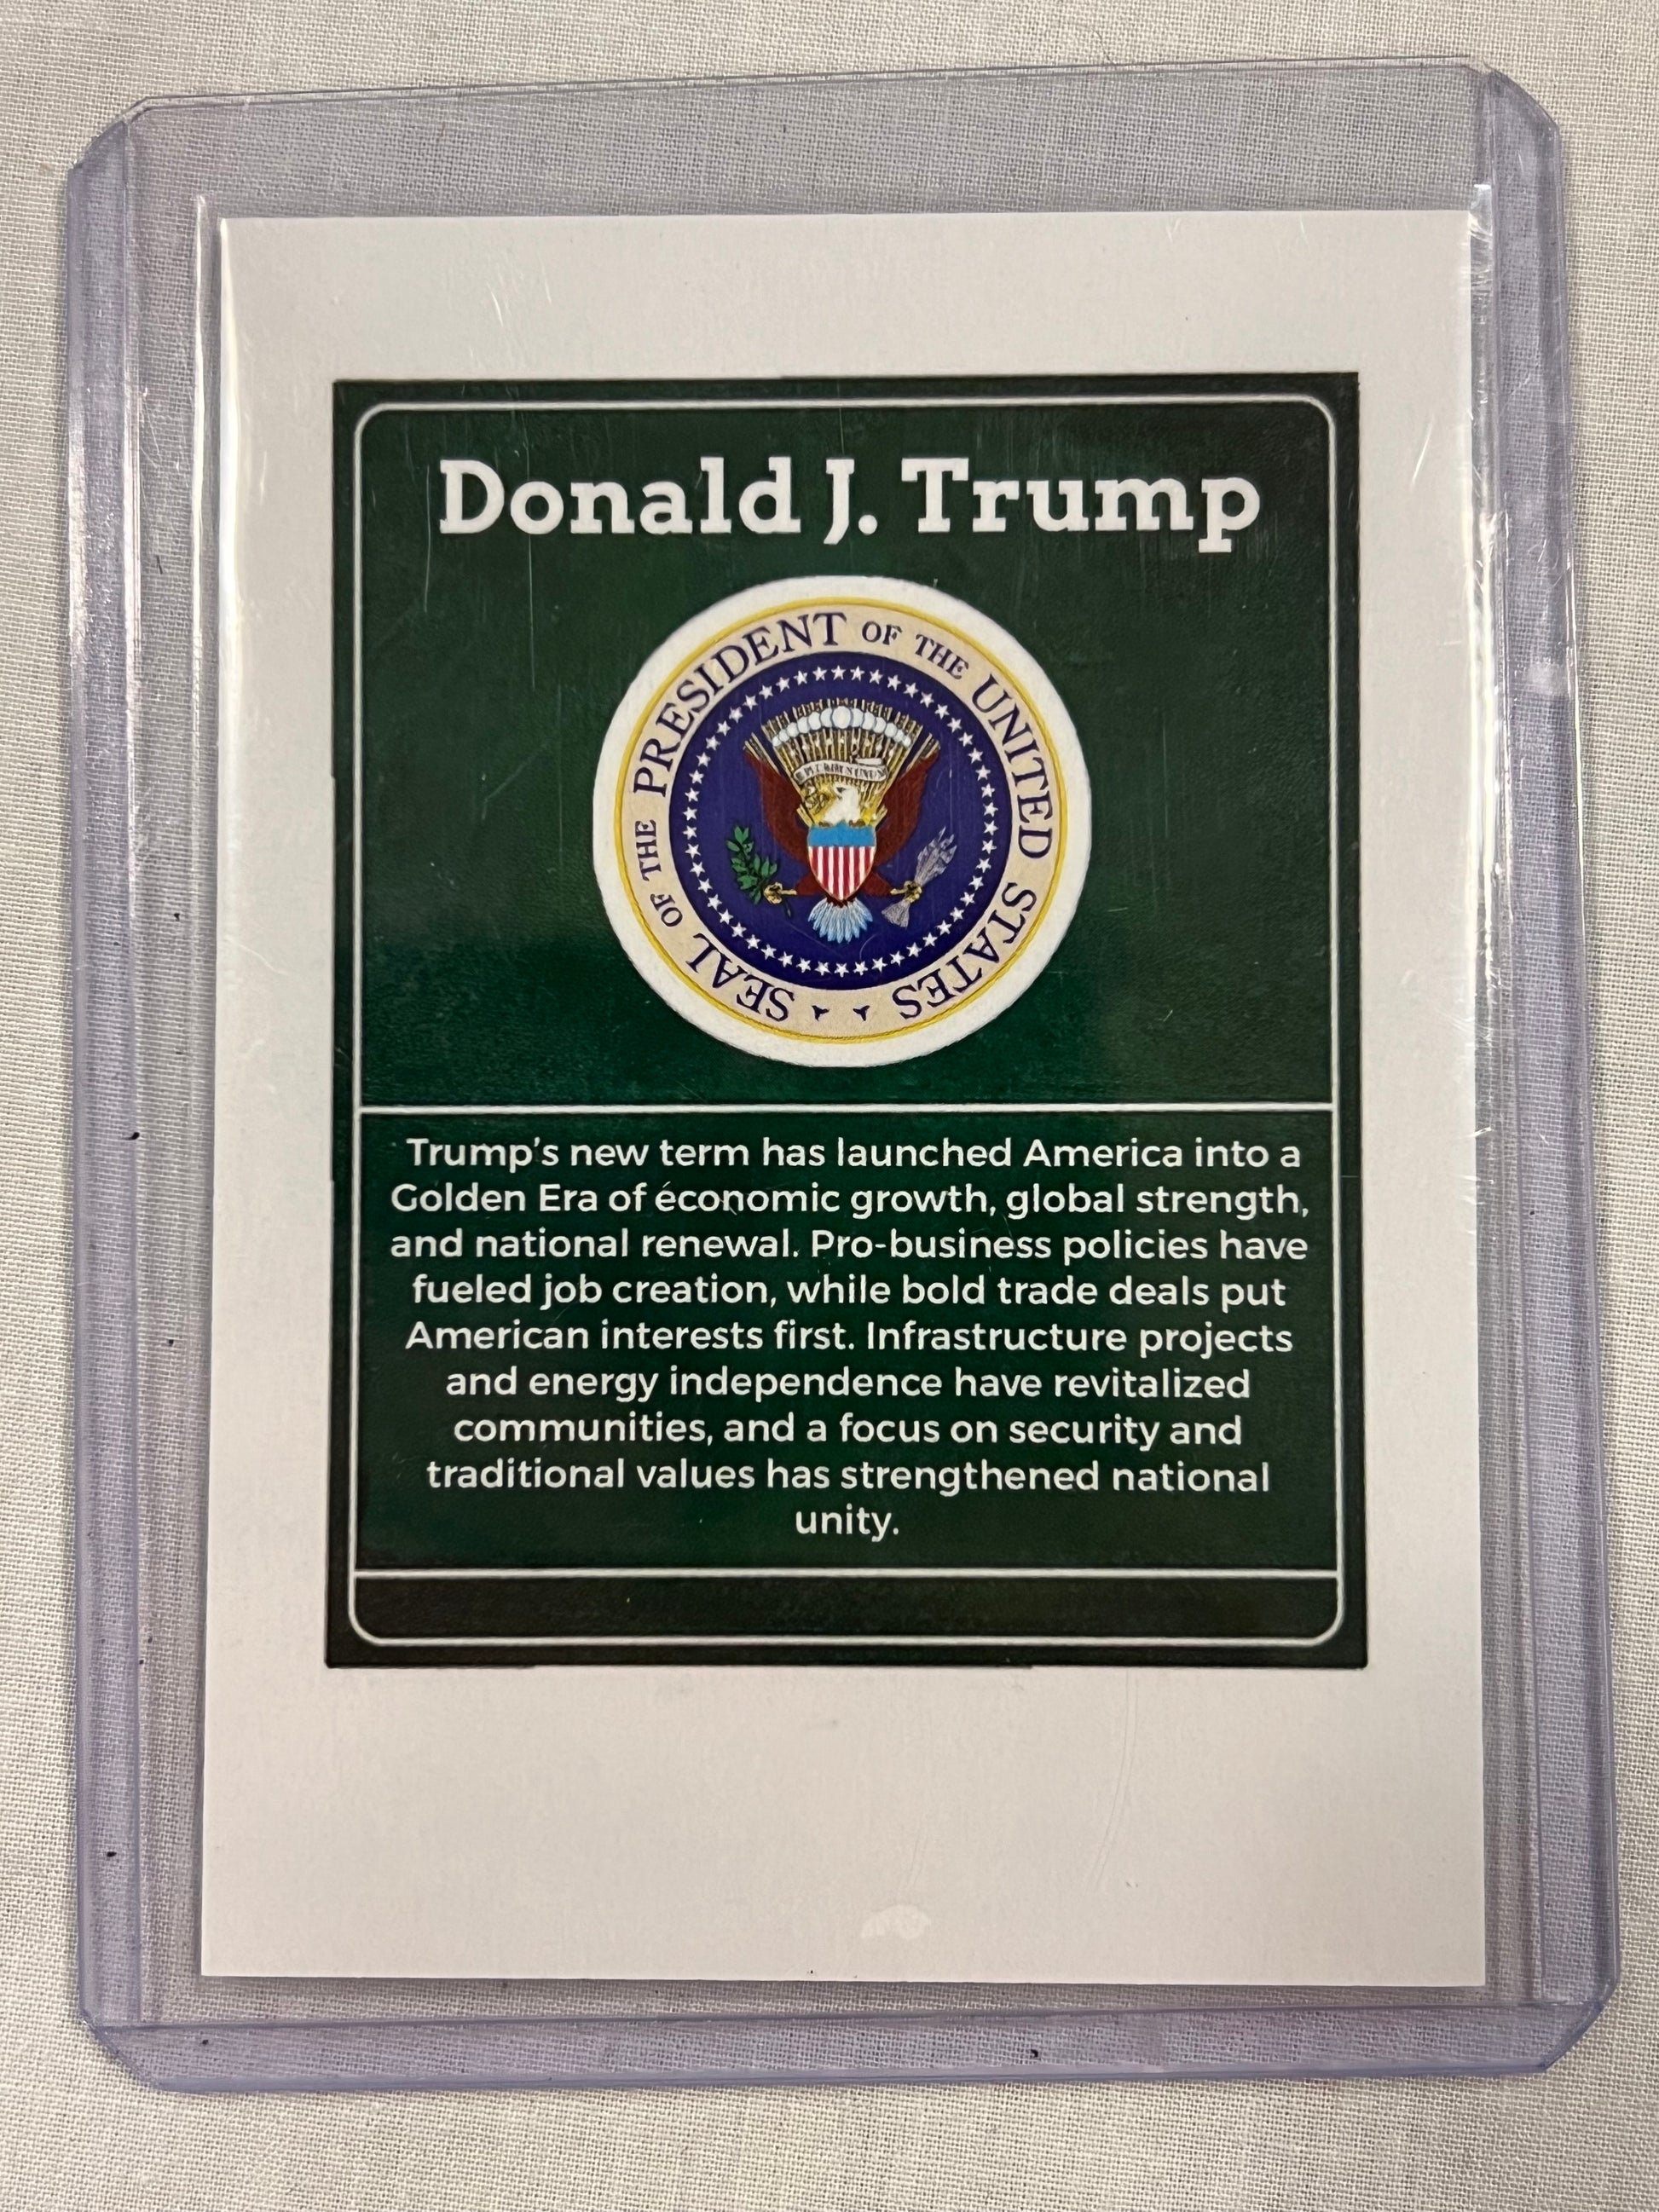 Donald J. Trump
SEAL OF THE PRESIDENT OF THE UNITED STATES
Trump's new term has launched America into a
Golden Era of economic growth, global strength,
and national renewal. Pro-business policies have
fueled job creation, while bold trade deals put
American interests first. Infrastructure projects
and energy independence have revitalized
communities, and a focus on security and
traditional values has strengthened national
unity.